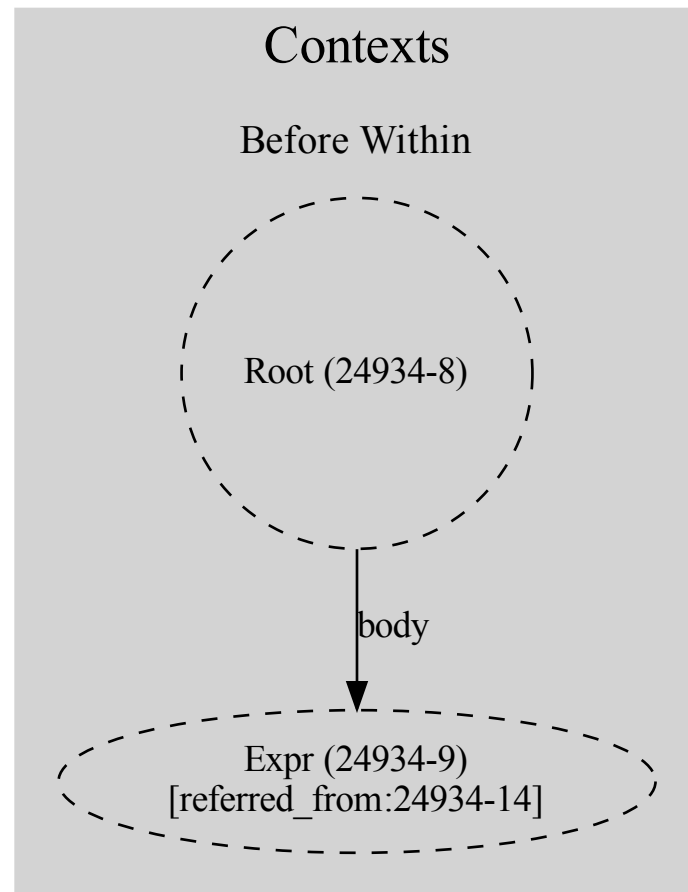 Contexts
Before Within
Root (24934-8)
body
Expr (24934-9)
[referred_from:24934-14]